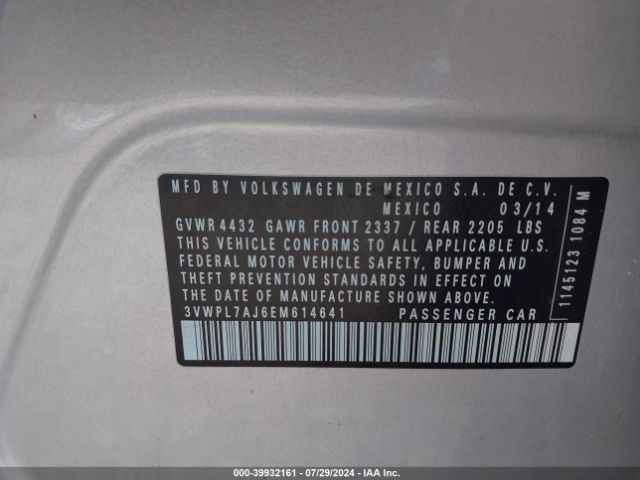 MFD BY VOLKSWAGEN DE MEXICO S.A. DE C.V.
MEXICO 03/14
GVWR 4432 GAWR FRONT 2337 / REAR 2205 LBS
THIS VEHICLE CONFORMS TO ALL APPLICABLE U.S.
FEDERAL MOTOR VEHICLE SAFETY, BUMPER AND
THEFT PREVENTION STANDARDS IN EFFECT ON
THE DATE OF MANUFACTURE SHOWN ABOVE.
3VWPL7AJ6EM614641 PASSENGER CAR
1145123 1084 M
000-39932161 - 07/29/2024 - IAA Inc.